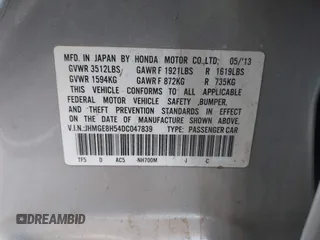 MFD. IN JAPAN BY HONDA MOTOR CO.,LTD. 05/'13
GVWR 3512LBS GAWR F 1921LBS R 1619LBS
GVWR 1594KG GAWR F 872KG R 735KG
THIS VEHICLE CONFORMS TO ALL APPLICABLE
FEDERAL MOTOR VEHICLE SAFETY ,BUMPER,
AND THEFT PREVENTION STANDARDS IN EFFECT
ON THE DATE OF MANUFACTURE SHOWN ABOVE.
V.I.N.:JHMGE8H54DC047839 TYPE: PASSENGER CAR
TF5 D AC5 NH700M J C
DREAMBID